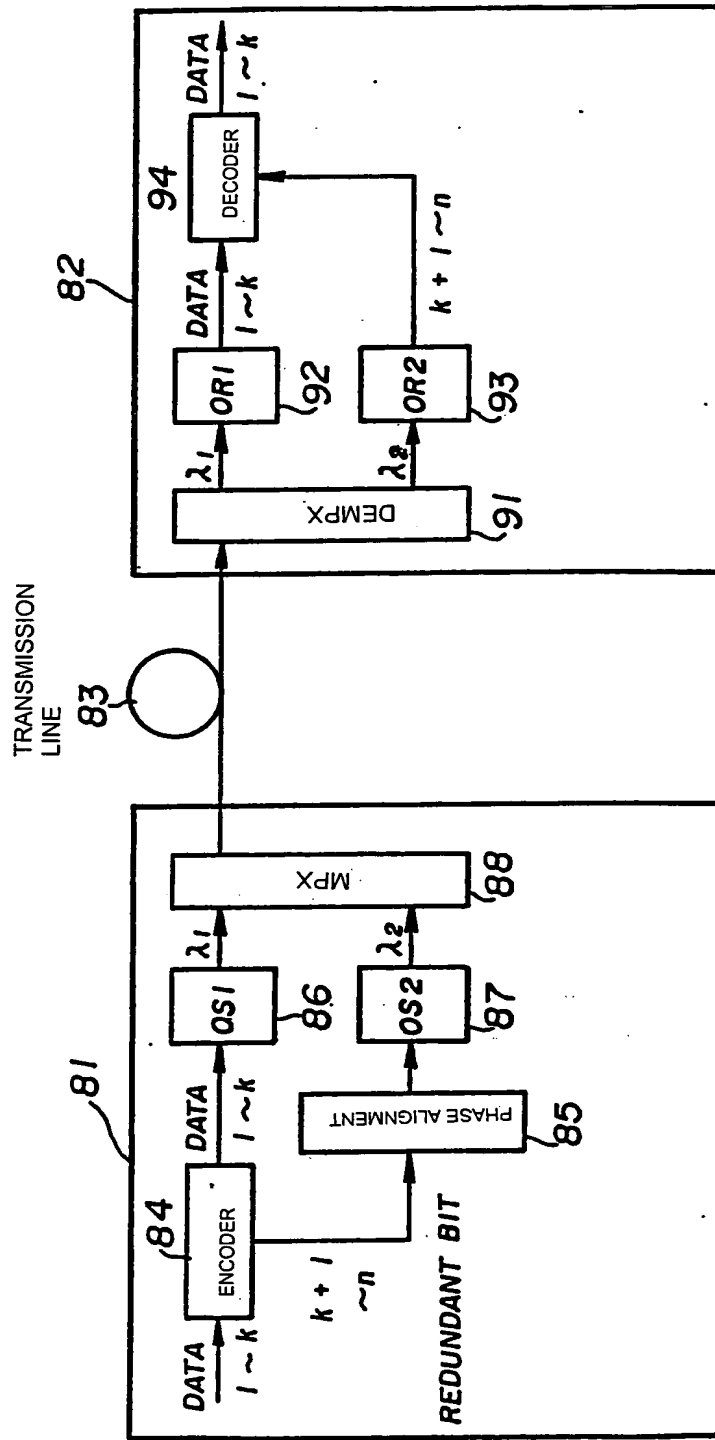 81
84
DATA
1~k
ENCODER
DATA
1~k
OS1
86
λ1
MPX
88
k + 1
~n
REDUNDANT BIT
PHASE ALIGNMENT
85
OS2
87
λ2
TRANSMISSION
LINE
83
82
DEMPX
91
λ1
OR1
92
DATA
1~k
94
DECODER
DATA
1~k
λ2
OR2
93
k + 1 ~n